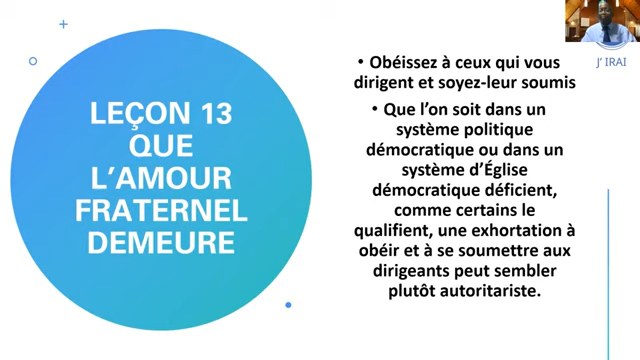 LEÇON 13
QUE
L'AMOUR
FRATERNEL
DEMEURE
• Obéissez à ceux qui vous
dirigent et soyez-leur soumis
• Que l'on soit dans un
système politique
démocratique ou dans un
système d'Église
démocratique déficient,
comme certains le
qualifient, une exhortation à
obéir et à se soumettre aux
dirigeants peut sembler
plutôt autoritariste.
J' IRAI